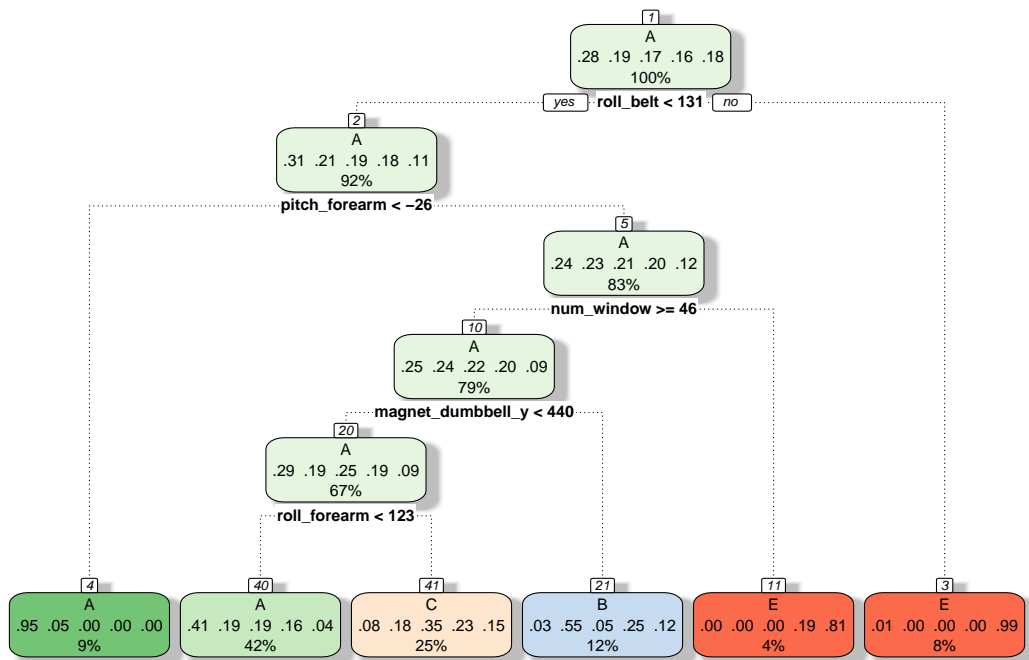 1
A
.28 .19 .17 .16 .18
100%
yes roll_belt < 131 no
2
A
.31 .21 .19 .18 .11
92%
pitch_forearm < −26
5
A
.24 .23 .21 .20 .12
83%
num_window >= 46
10
A
.25 .24 .22 .20 .09
79%
magnet_dumbbell_y < 440
20
A
.29 .19 .25 .19 .09
67%
roll_forearm < 123
4
A
.95 .05 .00 .00 .00
9%
40
A
.41 .19 .19 .16 .04
42%
41
C
.08 .18 .35 .23 .15
25%
21
B
.03 .55 .05 .25 .12
12%
11
E
.00 .00 .00 .19 .81
4%
3
E
.01 .00 .00 .00 .99
8%